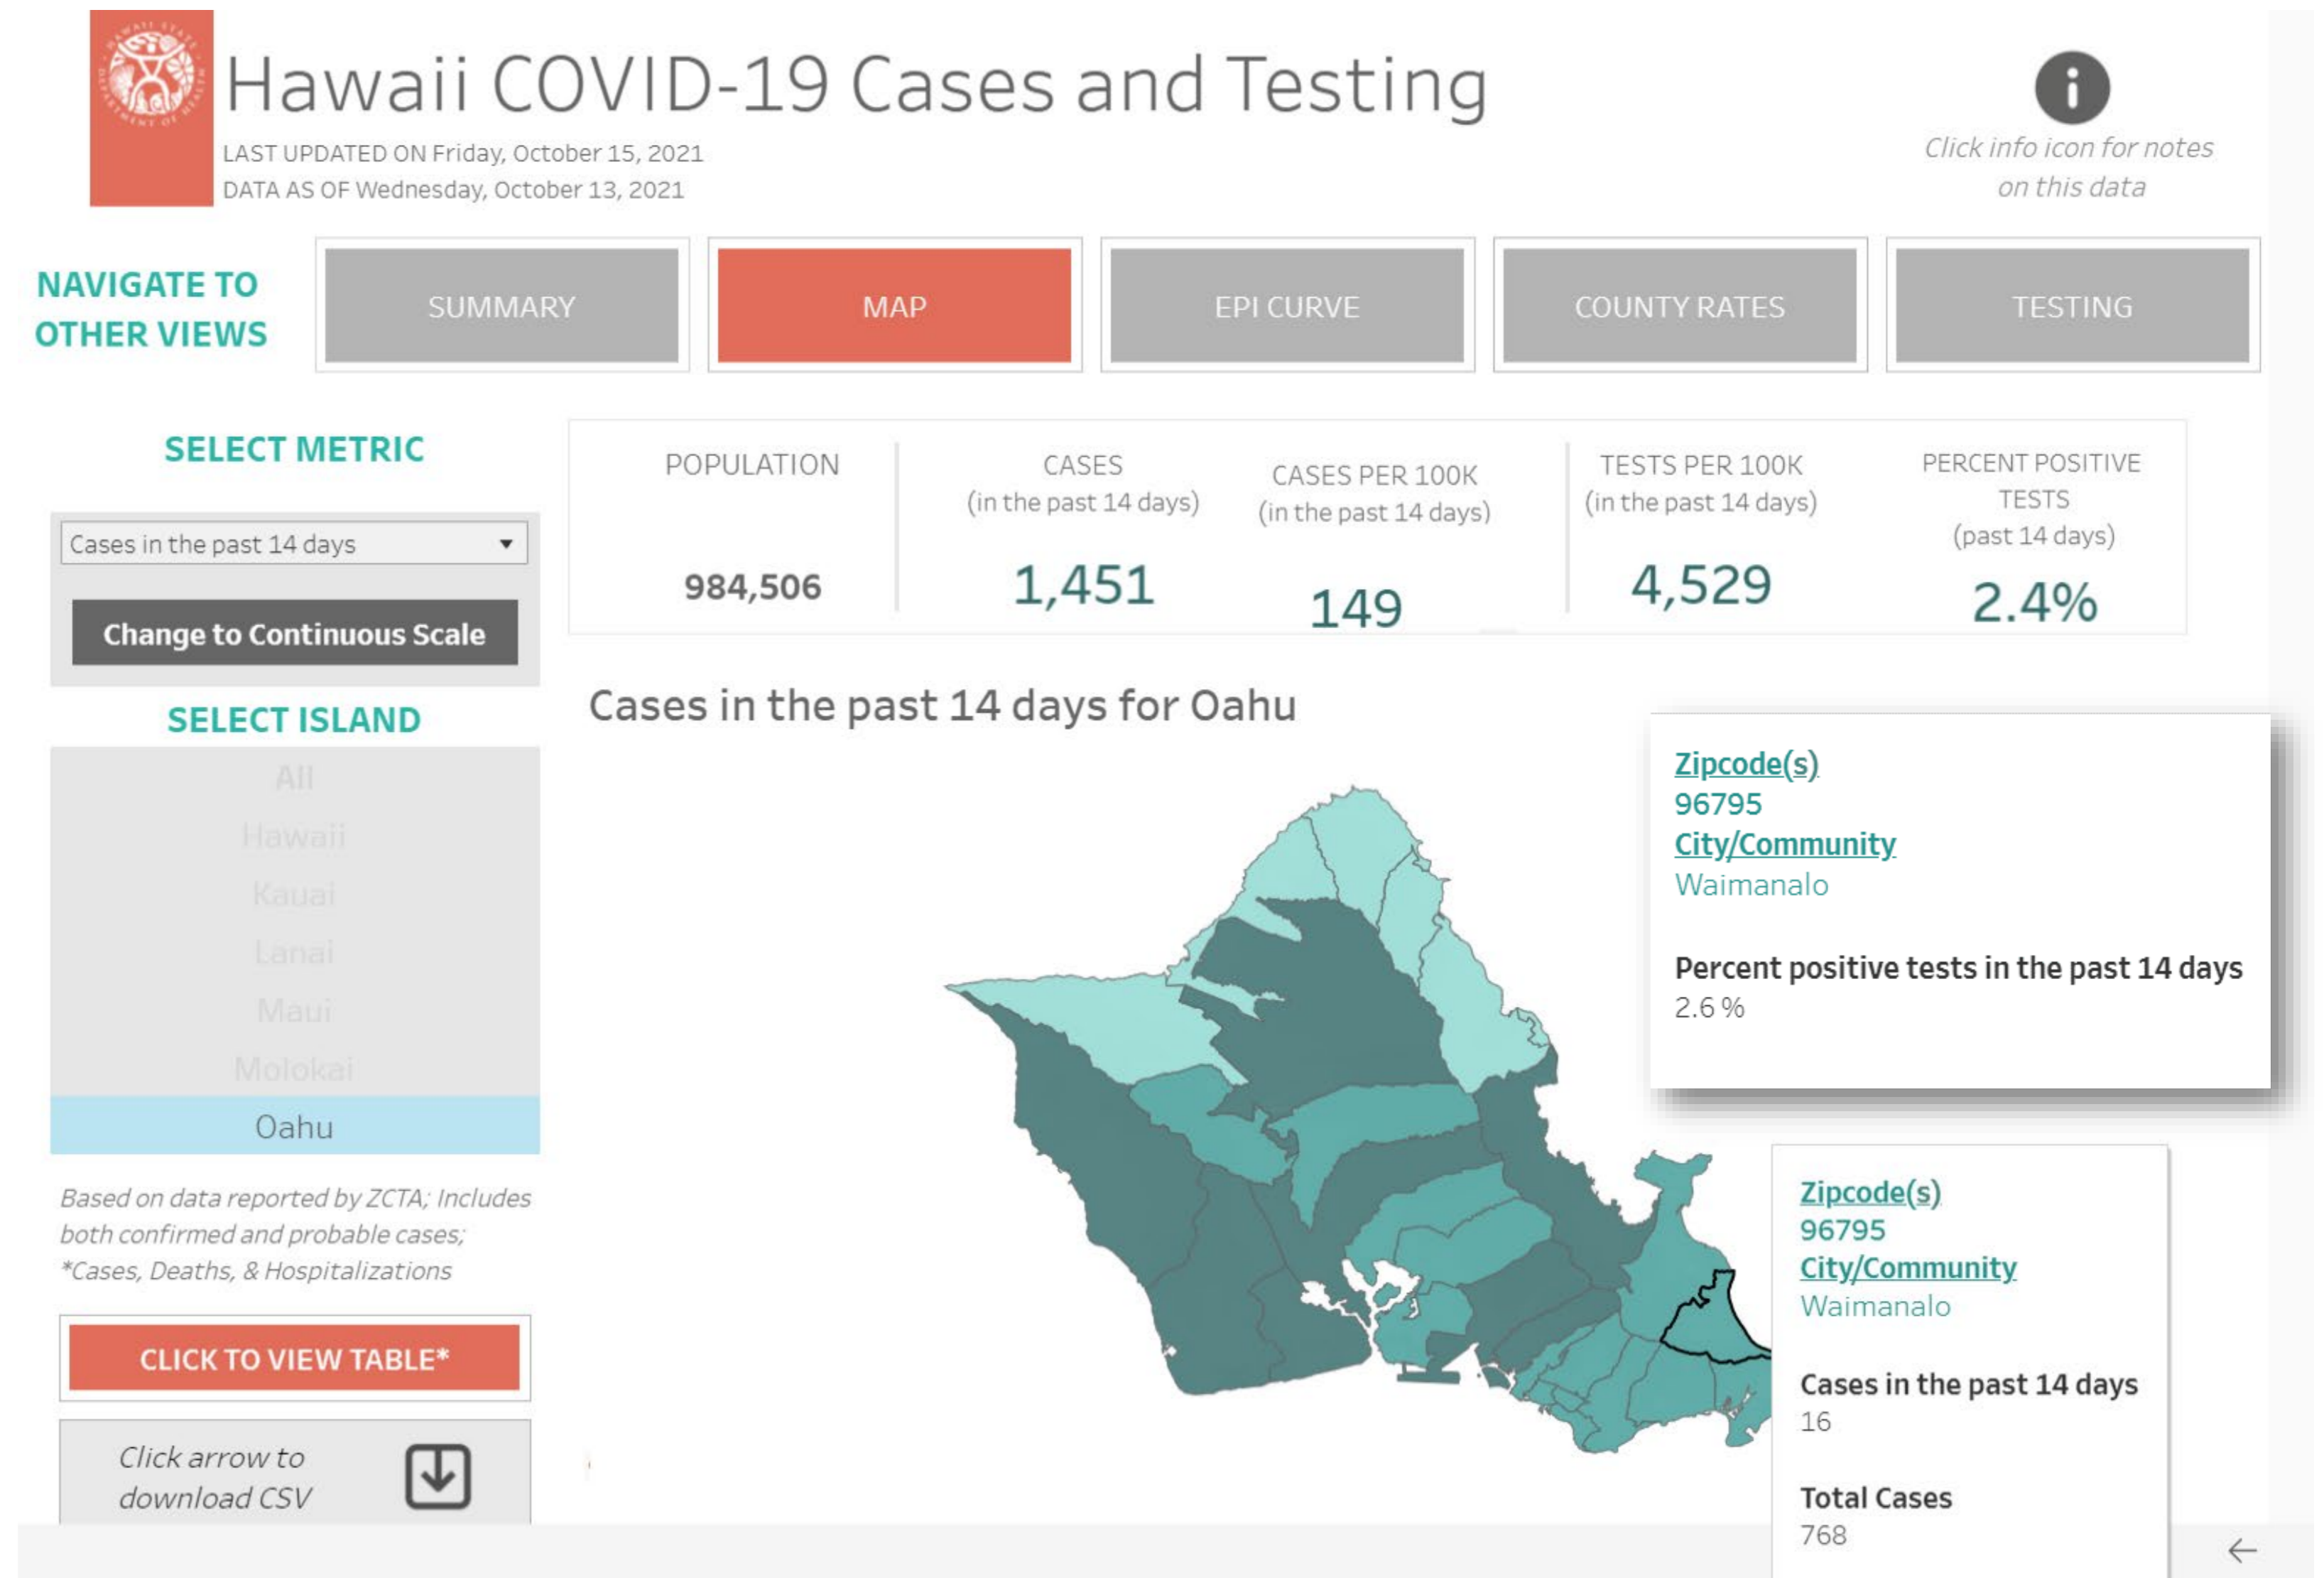 HAWAII STATE
DEPARTMENT OF HEALTH
Hawaii COVID-19 Cases and Testing
LAST UPDATED ON Friday, October 15, 2021
DATA AS OF Wednesday, October 13, 2021
i
Click info icon for notes
on this data
NAVIGATE TO
OTHER VIEWS
SUMMARY
MAP
EPI CURVE
COUNTY RATES
TESTING
SELECT METRIC
Cases in the past 14 days
Change to Continuous Scale
SELECT ISLAND
All
Hawaii
Kauai
Lanai
Maui
Molokai
Oahu
Based on data reported by ZCTA; Includes
both confirmed and probable cases;
*Cases, Deaths, & Hospitalizations
CLICK TO VIEW TABLE*
Click arrow to
download CSV
POPULATION
984,506
CASES
(in the past 14 days)
1,451
CASES PER 100K
(in the past 14 days)
149
TESTS PER 100K
(in the past 14 days)
4,529
PERCENT POSITIVE
TESTS
(past 14 days)
2.4%
Cases in the past 14 days for Oahu
Zipcode(s)
96795
City/Community
Waimanalo
Percent positive tests in the past 14 days
2.6 %
Zipcode(s)
96795
City/Community
Waimanalo
Cases in the past 14 days
16
Total Cases
768